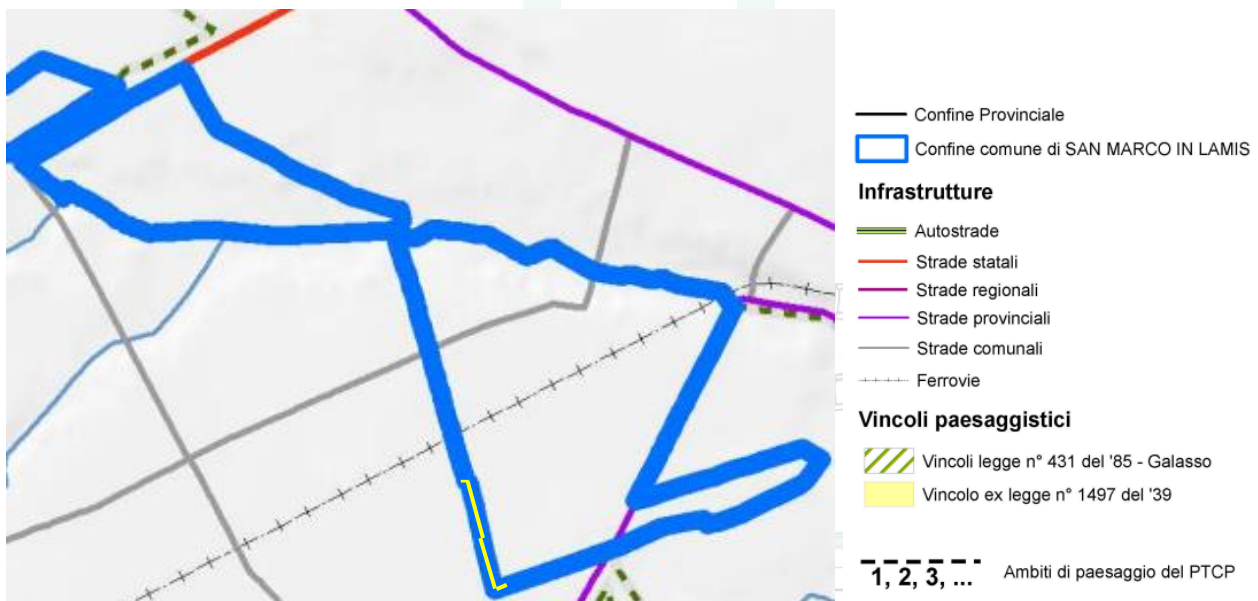 Confine Provinciale
Confine comune di SAN MARCO IN LAMIS
Infrastrutture
Autostrade
Strade statali
Strade regionali
Strade provinciali
Strade comunali
Ferrovie
Vincoli paesaggistici
Vincoli legge n° 431 del '85 - Galasso
Vincolo ex legge n° 1497 del '39
1, 2, 3, ... Ambiti di paesaggio del PTCP